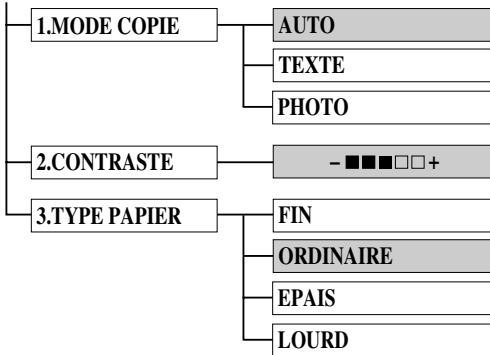 1.MODE COPIE
AUTO
TEXTE
PHOTO
2.CONTRASTE
- ■■■□□+
3.TYPE PAPIER
FIN
ORDINAIRE
EPAIS
LOURD